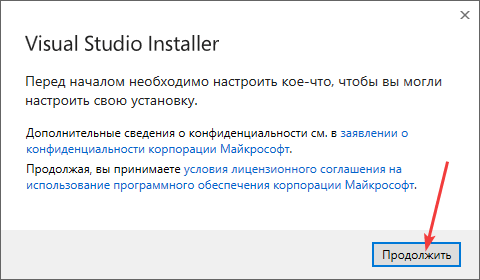 Visual Studio Installer
Перед началом необходимо настроить кое-что, чтобы вы могли
настроить свою установку.
Дополнительные сведения о конфиденциальности см. в заявлении о
конфиденциальности корпорации Майкрософт.
Продолжая, вы принимаете условия лицензионного соглашения на
использование программного обеспечения корпорации Майкрософт.
Продолжить